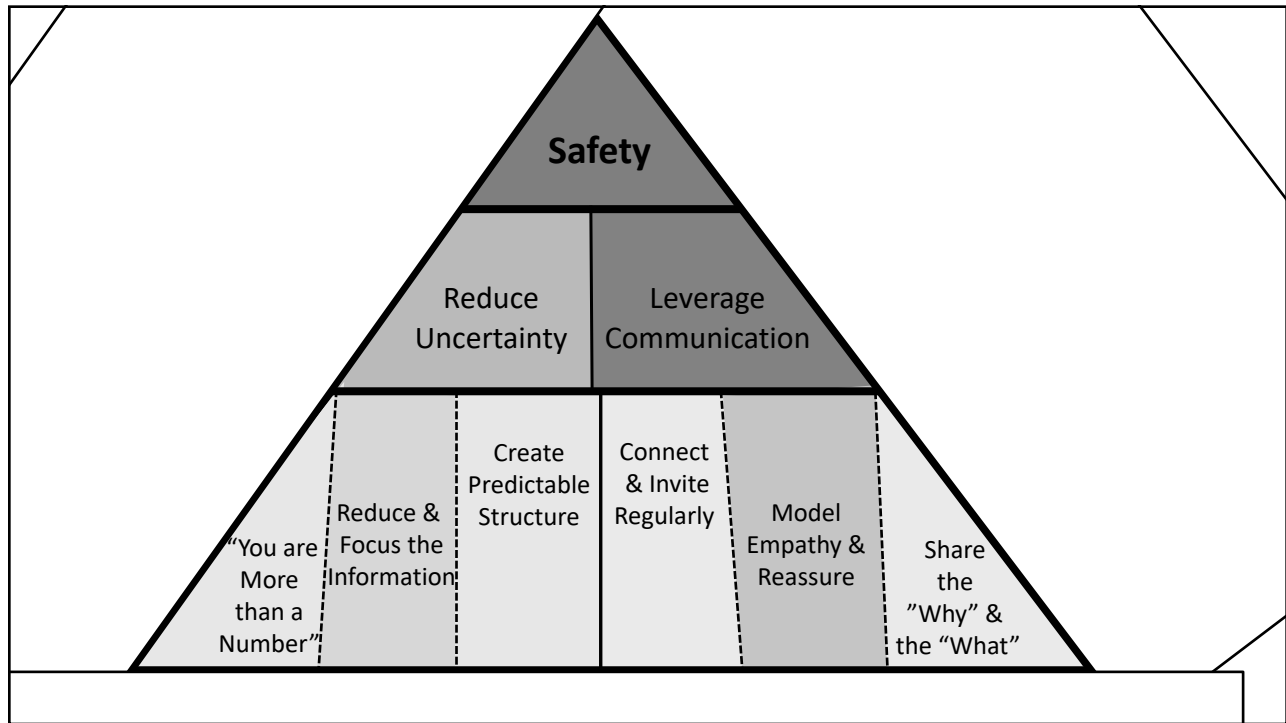 Safety
Reduce
Uncertainty
Leverage
Communication
“You are
More
than a
Number”
Reduce &
Focus the
Information
Create
Predictable
Structure
Connect
& Invite
Regularly
Model
Empathy &
Reassure
Share
the
”Why” &
the “What”